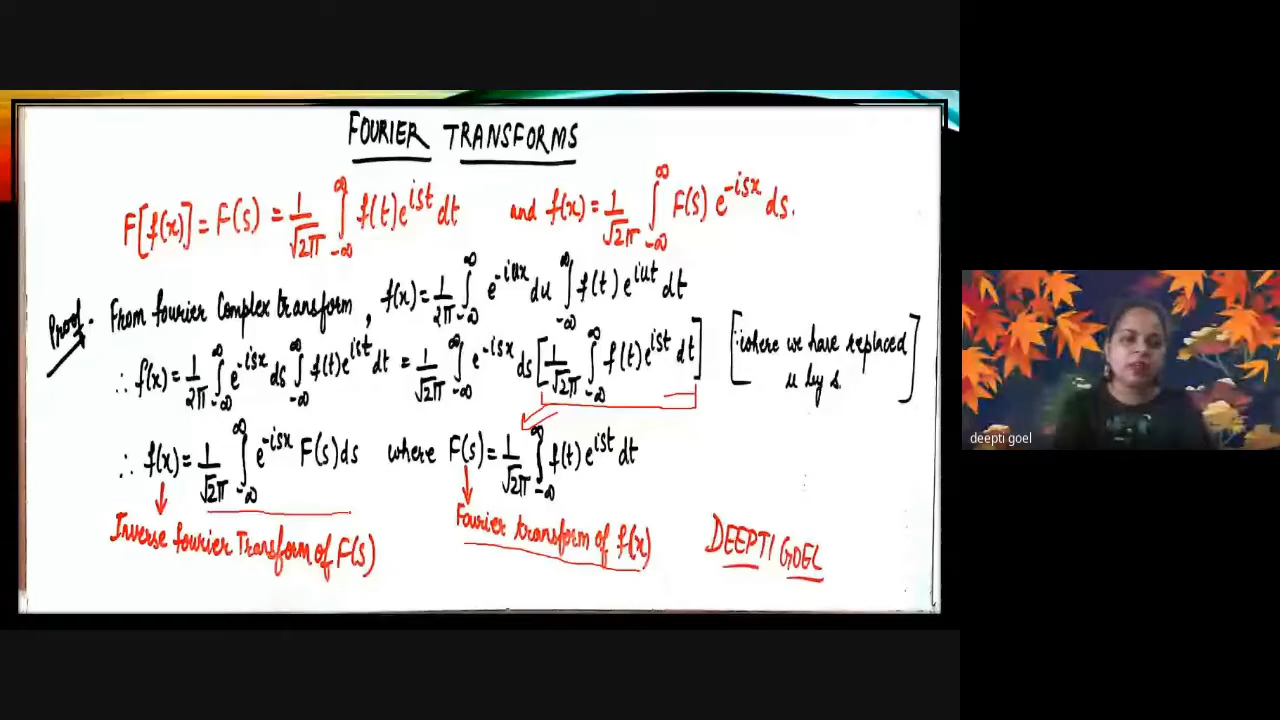 FOURIER TRANSFORMS
F[f(x)] = F(s) = 1/√2π ∫_{-∞}^{∞} f(t) e^{ist} dt and f(x) = 1/√2π ∫_{-∞}^{∞} F(s) e^{-isx} ds.
Proof. From fourier Complex transform, f(x) = 1/2π ∫_{-∞}^{∞} e^{-iux} du ∫_{-∞}^{∞} f(t) e^{iut} dt
∴ f(x) = 1/2π ∫_{-∞}^{∞} e^{-isx} ds ∫_{-∞}^{∞} f(t) e^{ist} dt = 1/√2π ∫_{-∞}^{∞} e^{-isx} ds [1/√2π ∫_{-∞}^{∞} f(t) e^{ist} dt] [∵ where we have replaced
u by s]
∴ f(x) = 1/√2π ∫_{-∞}^{∞} e^{-isx} F(s) ds where F(s) = 1/√2π ∫_{-∞}^{∞} f(t) e^{ist} dt
Inverse fourier Transform of F(s) Fourier transform of f(x) DEEPTI GOEL
deepti goel